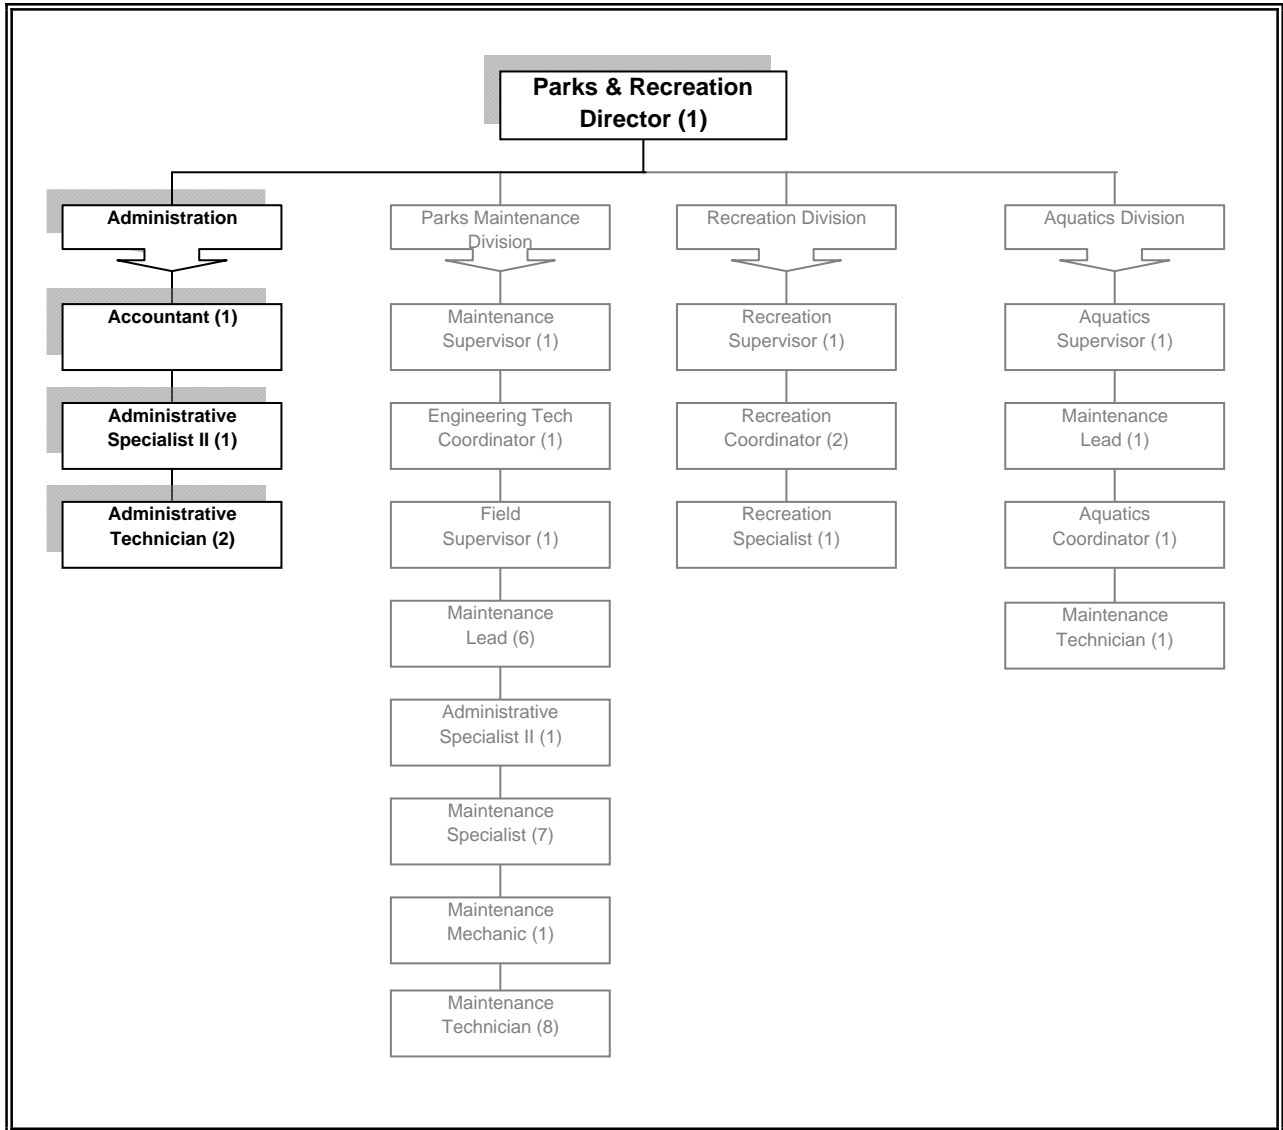 Parks & Recreation
Director (1)
Administration
Accountant (1)
Administrative
Specialist II (1)
Administrative
Technician (2)
Parks Maintenance
Division
Maintenance
Supervisor (1)
Engineering Tech
Coordinator (1)
Field
Supervisor (1)
Maintenance
Lead (6)
Administrative
Specialist II (1)
Maintenance
Specialist (7)
Maintenance
Mechanic (1)
Maintenance
Technician (8)
Recreation Division
Recreation
Supervisor (1)
Recreation
Coordinator (2)
Recreation
Specialist (1)
Aquatics Division
Aquatics
Supervisor (1)
Maintenance
Lead (1)
Aquatics
Coordinator (1)
Maintenance
Technician (1)